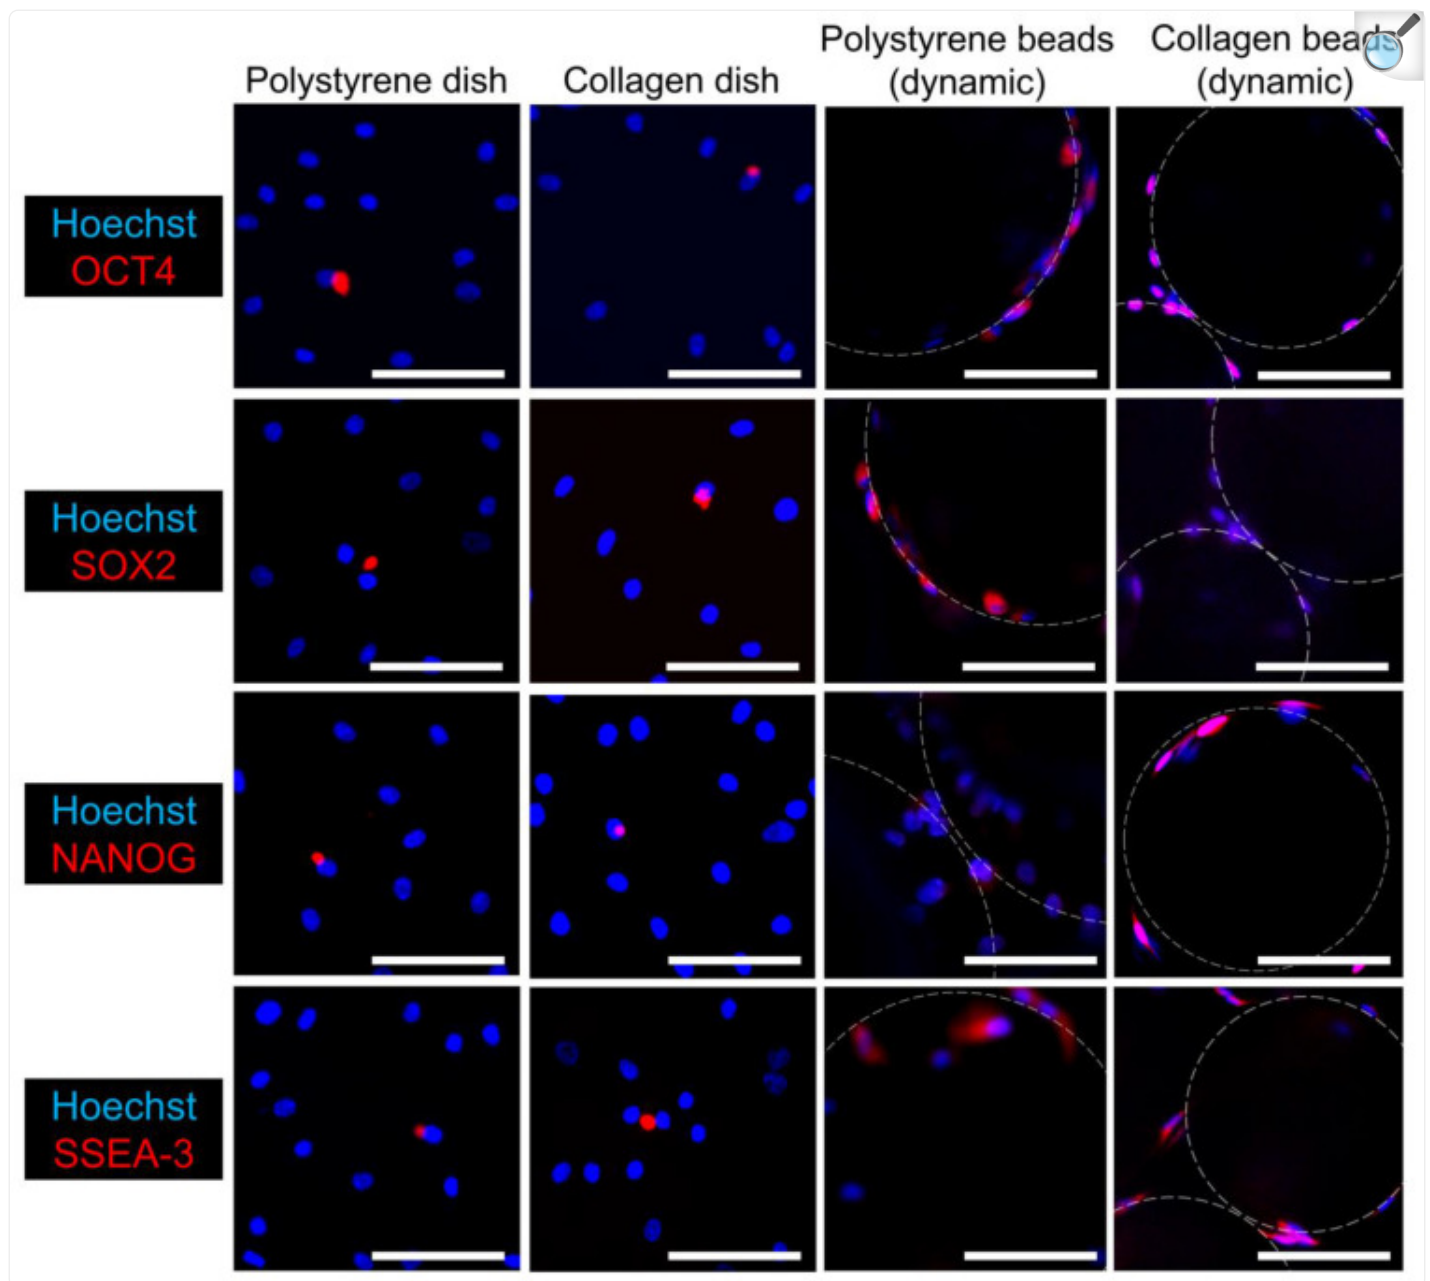 Polystyrene dish
Collagen dish
Polystyrene beads
(dynamic)
Collagen beads
(dynamic)
Hoechst
OCT4
Hoechst
SOX2
Hoechst
NANOG
Hoechst
SSEA-3